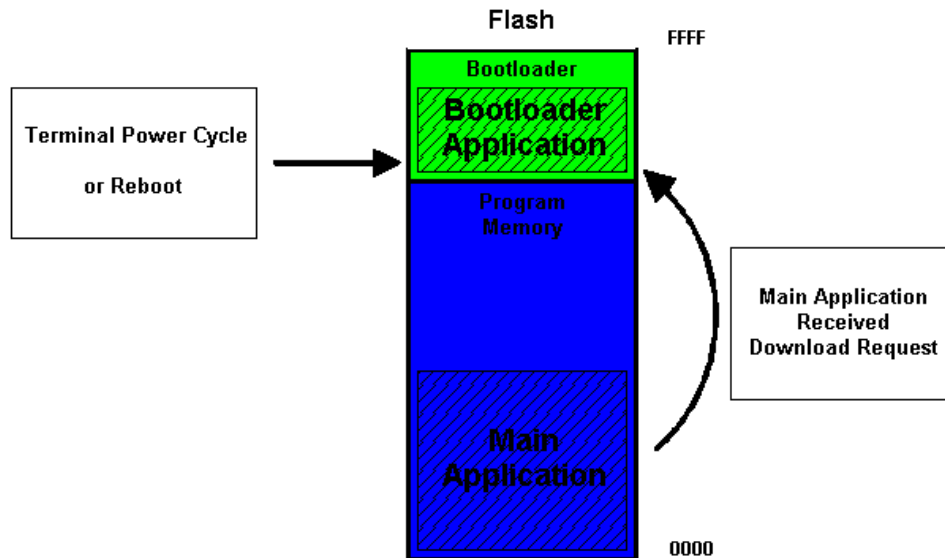 Flash
FFFF
Bootloader
Bootloader
Application
Terminal Power Cycle
or Reboot
Program
Memory
Main Application
Received
Download Request
Main
Application
0000